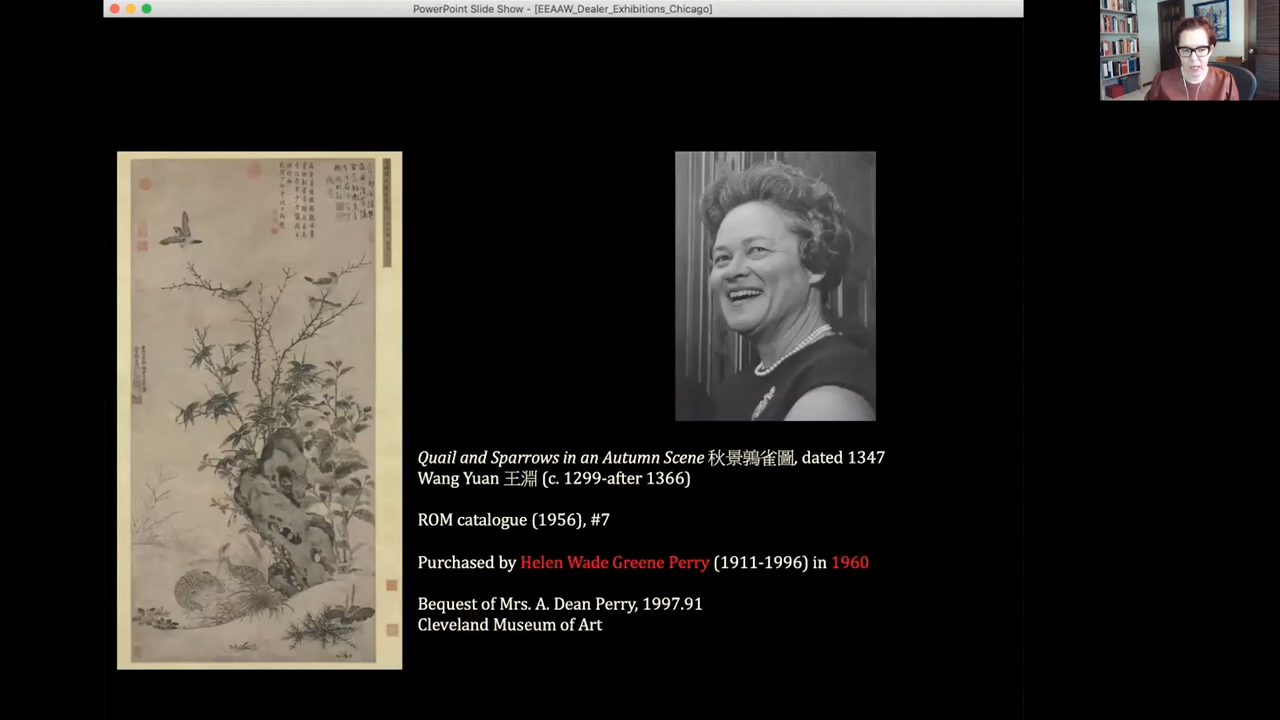 PowerPoint Slide Show - [EEAAW_Dealer_Exhibitions_Chicago]
Quail and Sparrows in an Autumn Scene 秋景鶉雀圖, dated 1347
Wang Yuan 王淵 (c. 1299-after 1366)
ROM catalogue (1956), #7
Purchased by Helen Wade Greene Perry (1911-1996) in 1960
Bequest of Mrs. A. Dean Perry, 1997.91
Cleveland Museum of Art